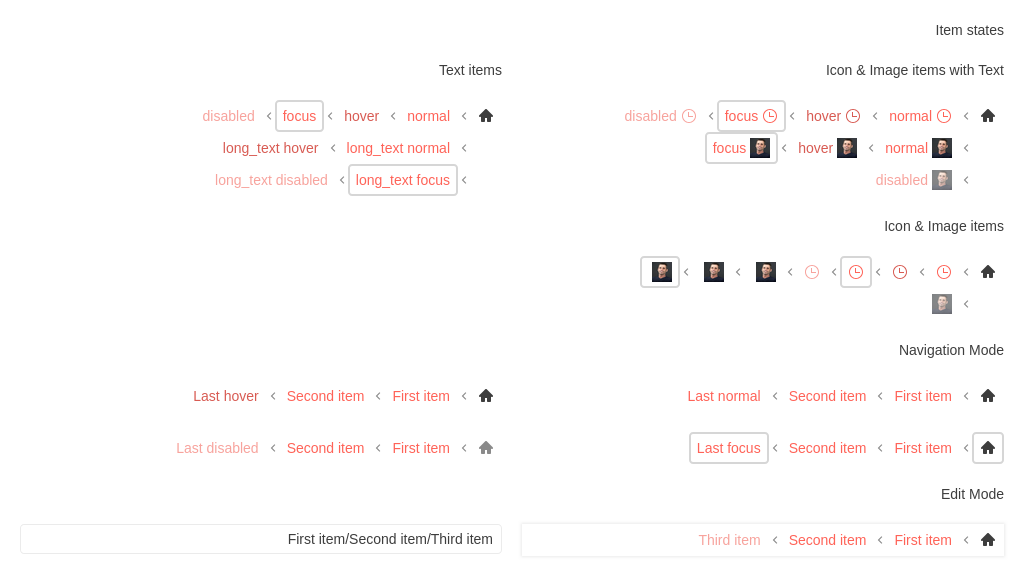 Item states
Icon & Image items with Text
normal hover focus disabled
normal hover focus
disabled
Text items
normal hover focus disabled
long_text normal long_text hover
long_text focus long_text disabled
Icon & Image items
Navigation Mode
First item Second item Last normal
First item Second item Last hover
First item Second item Last focus
First item Second item Last disabled
Edit Mode
First item Second item Third item
First item/Second item/Third item